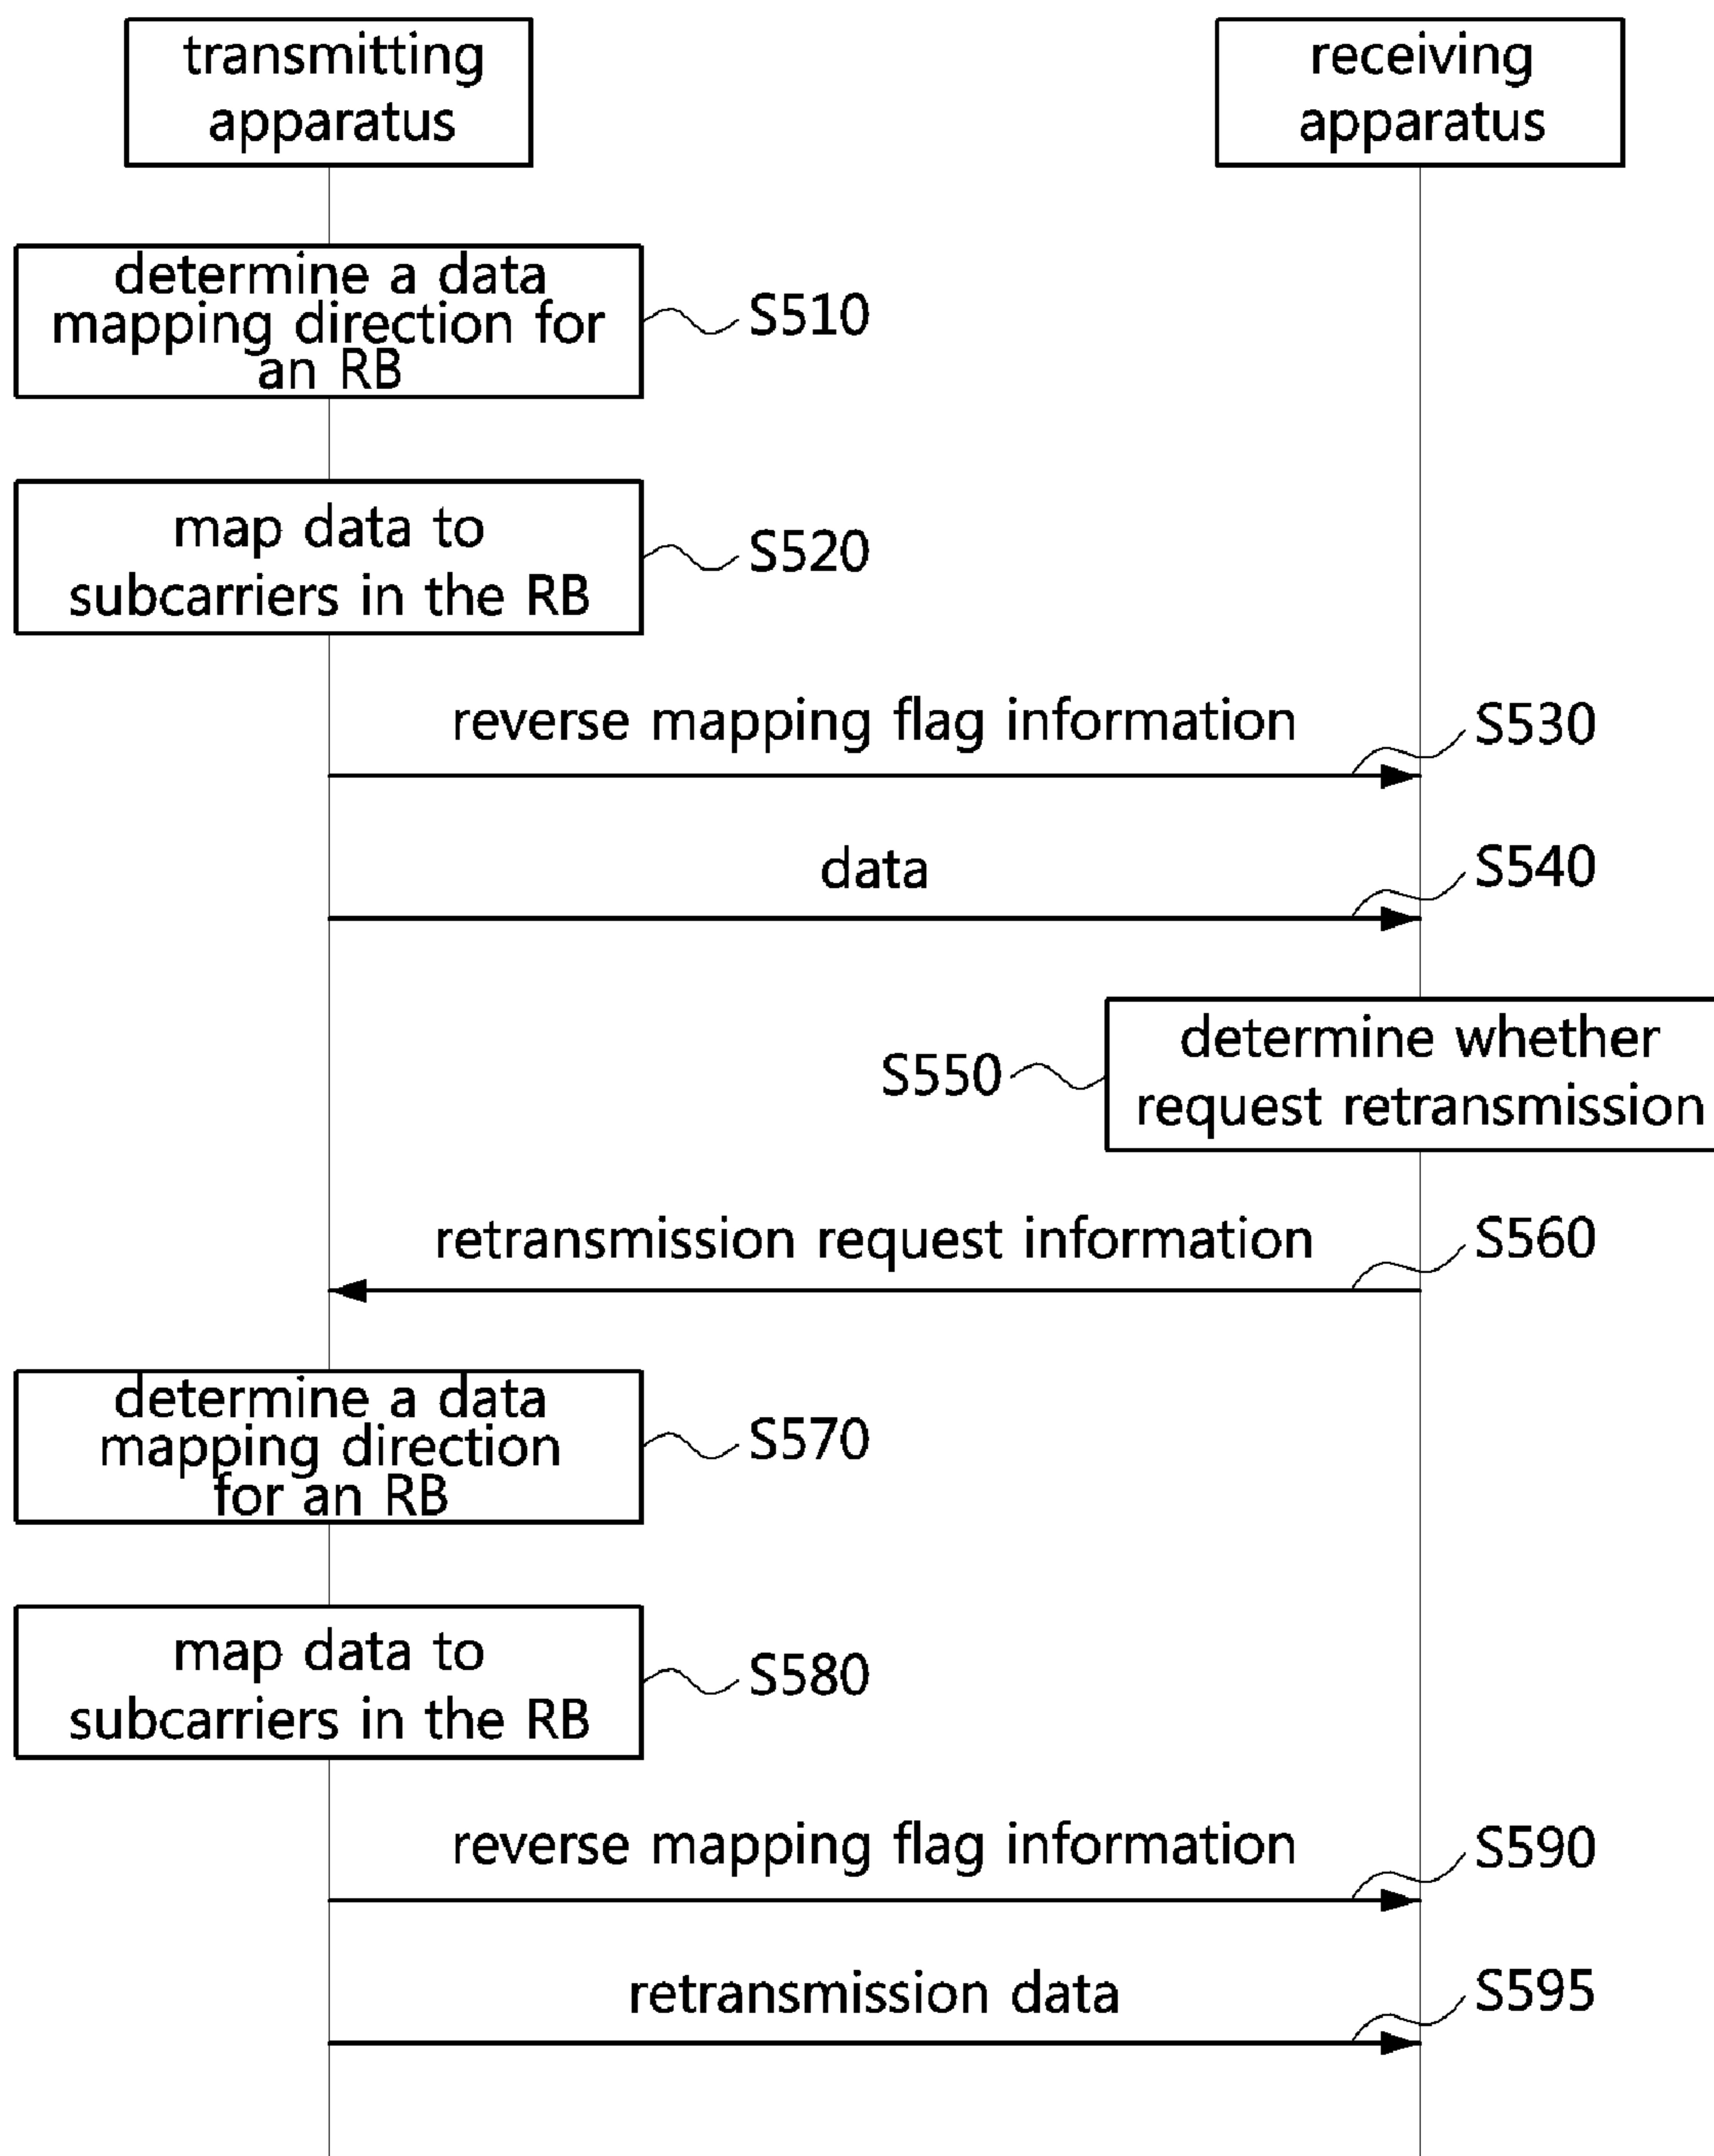 transmitting
apparatus
receiving
apparatus
determine a data
mapping direction for
an RB
S510
map data to
subcarriers in the RB
S520
reverse mapping flag information
S530
data
S540
determine whether
request retransmission
S550
retransmission request information
S560
determine a data
mapping direction
for an RB
S570
map data to
subcarriers in the RB
S580
reverse mapping flag information
S590
retransmission data
S595